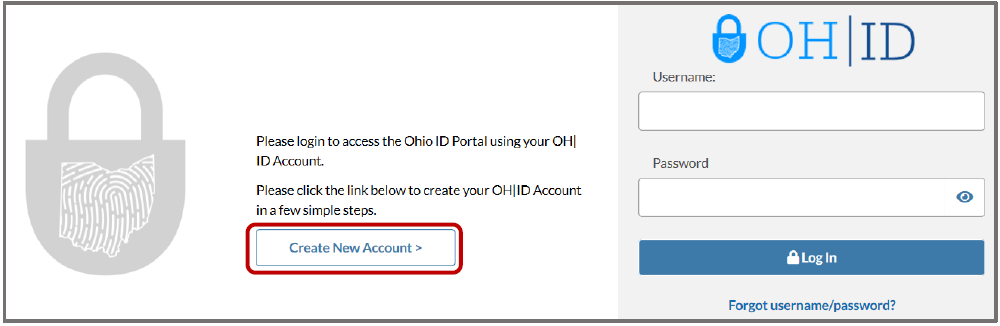 Please login to access the Ohio ID Portal using your OH|
ID Account.
Please click the link below to create your OH|ID Account
in a few simple steps.
Create New Account >
OH|ID
Username:
Password
Log In
Forgot username/password?